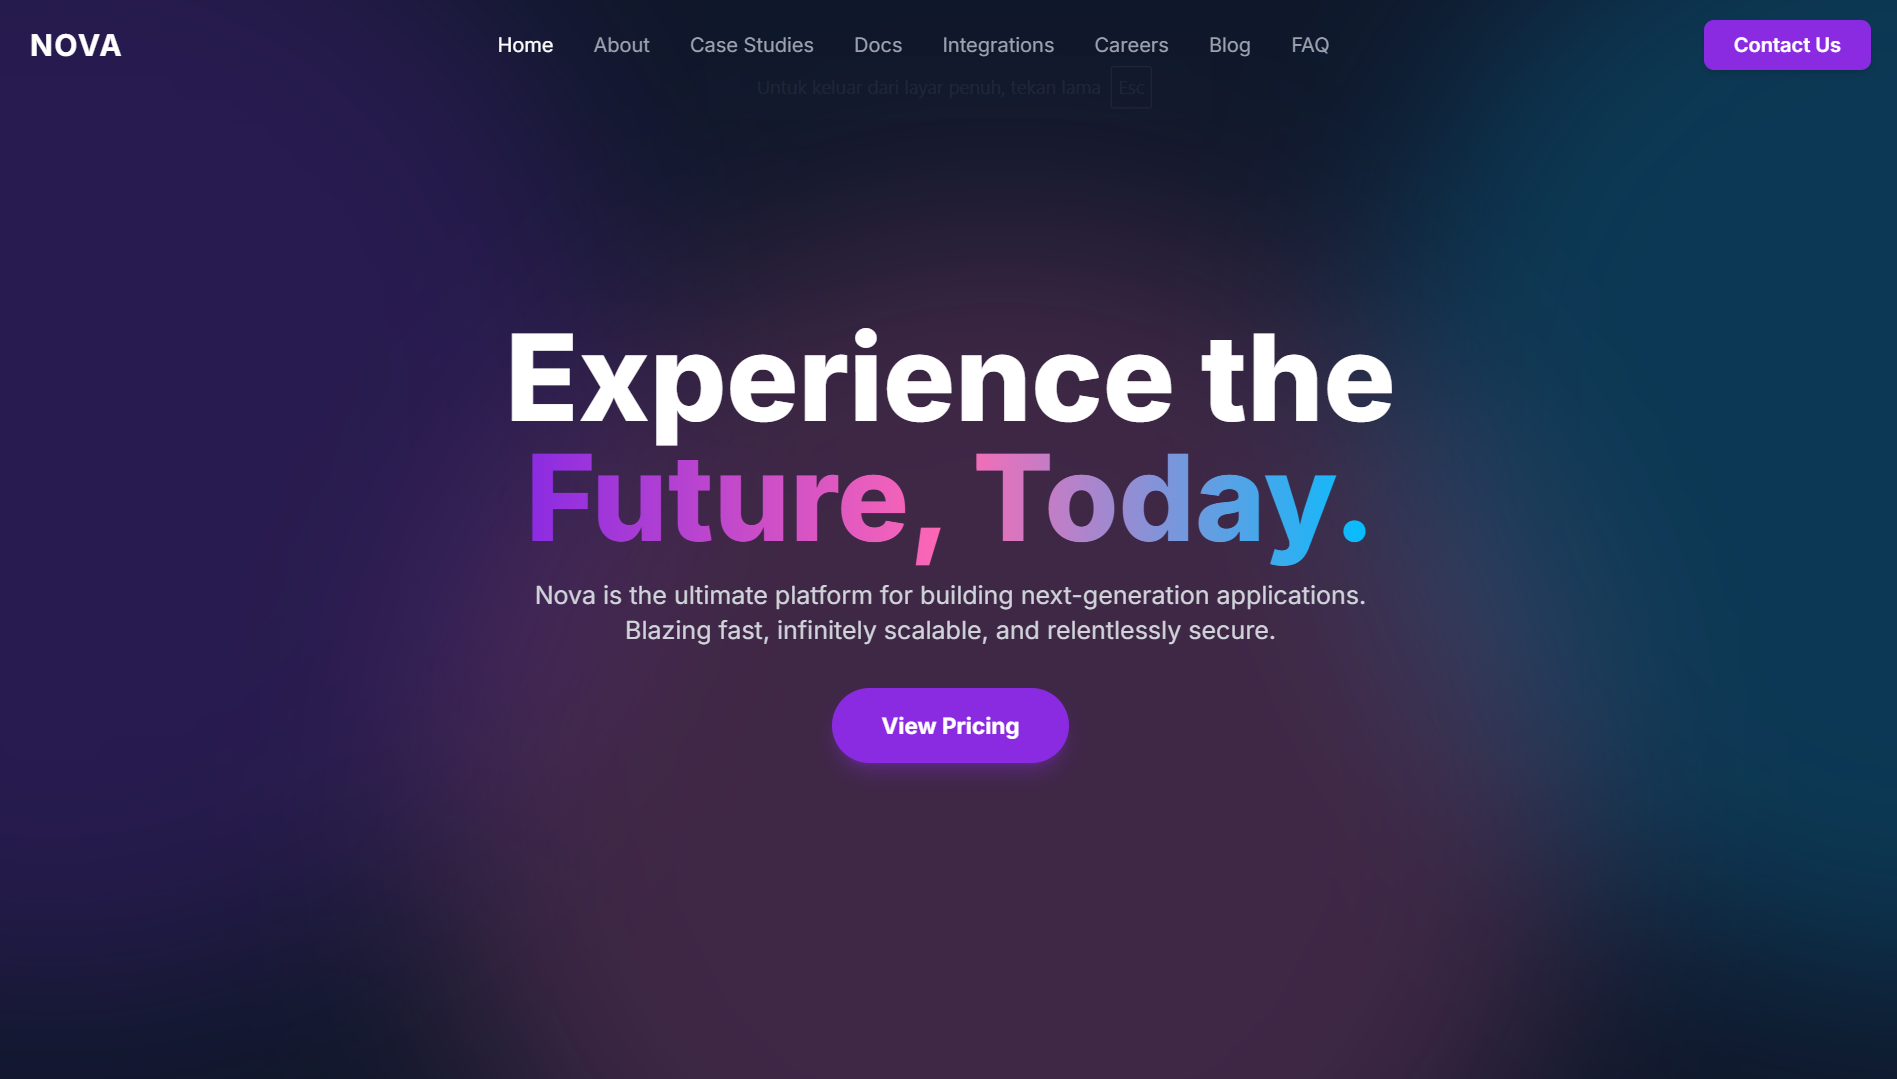 NOVA
Home About Case Studies Docs Integrations Careers Blog FAQ
Contact Us
Untuk keluar dari layar penuh, tekan lama Esc
Experience the
Future, Today.
Nova is the ultimate platform for building next-generation applications.
Blazing fast, infinitely scalable, and relentlessly secure.
View Pricing